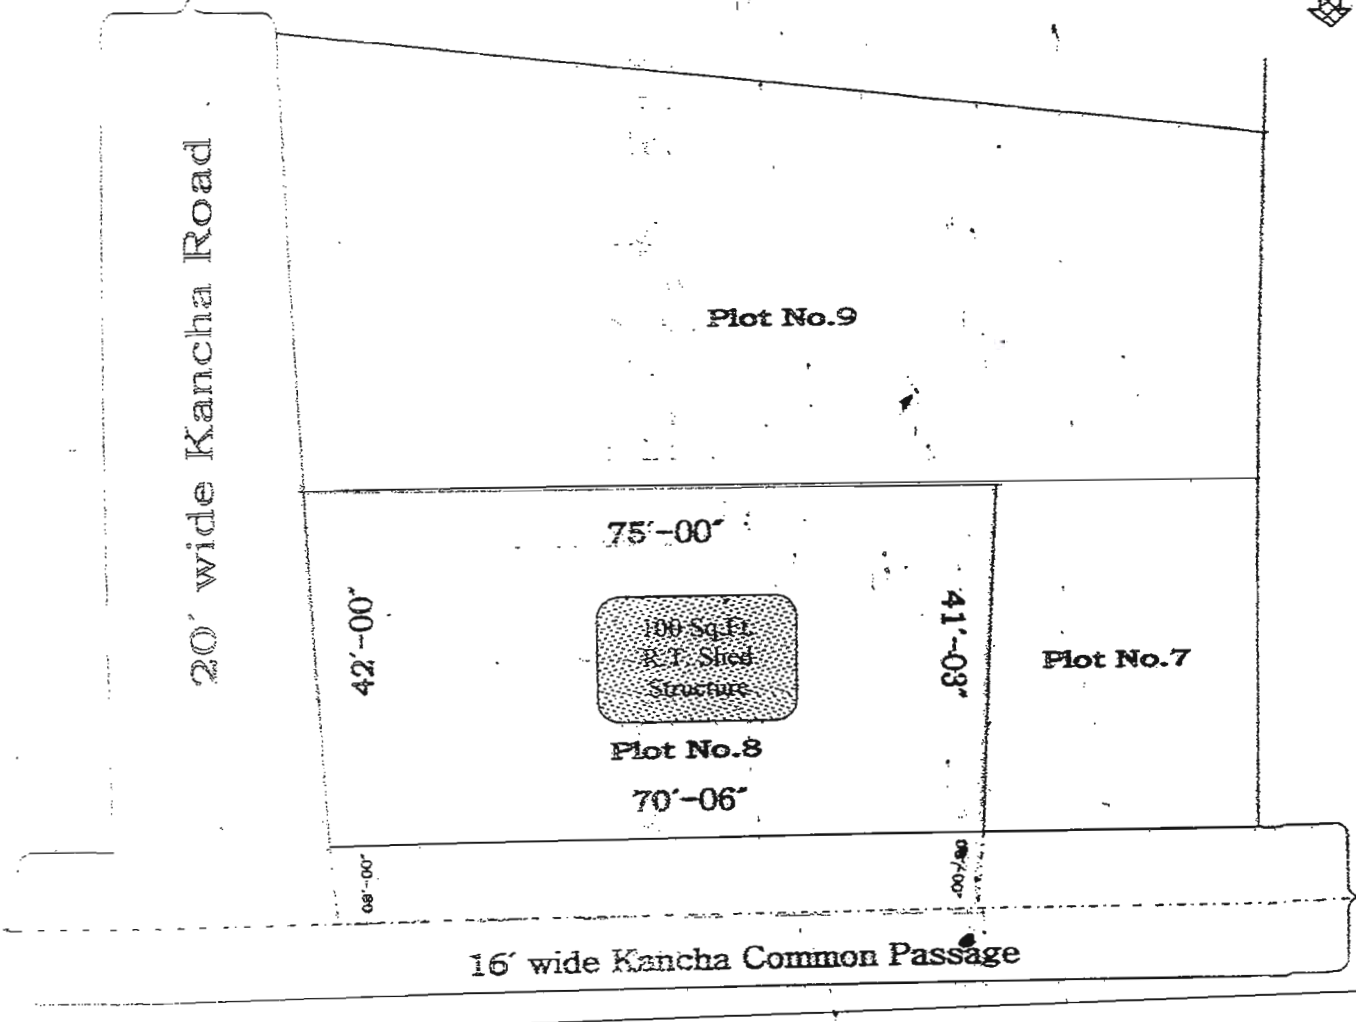 20′ wide Kancha Road
Plot No.9
75′-00″
42′-00″
100 Sq.Ft.
R.T. Shed
Structure
41′-03″
Plot No.7
Plot No.8
70′-06″
08′-00″
08′-00″
16′ wide Kancha Common Passage